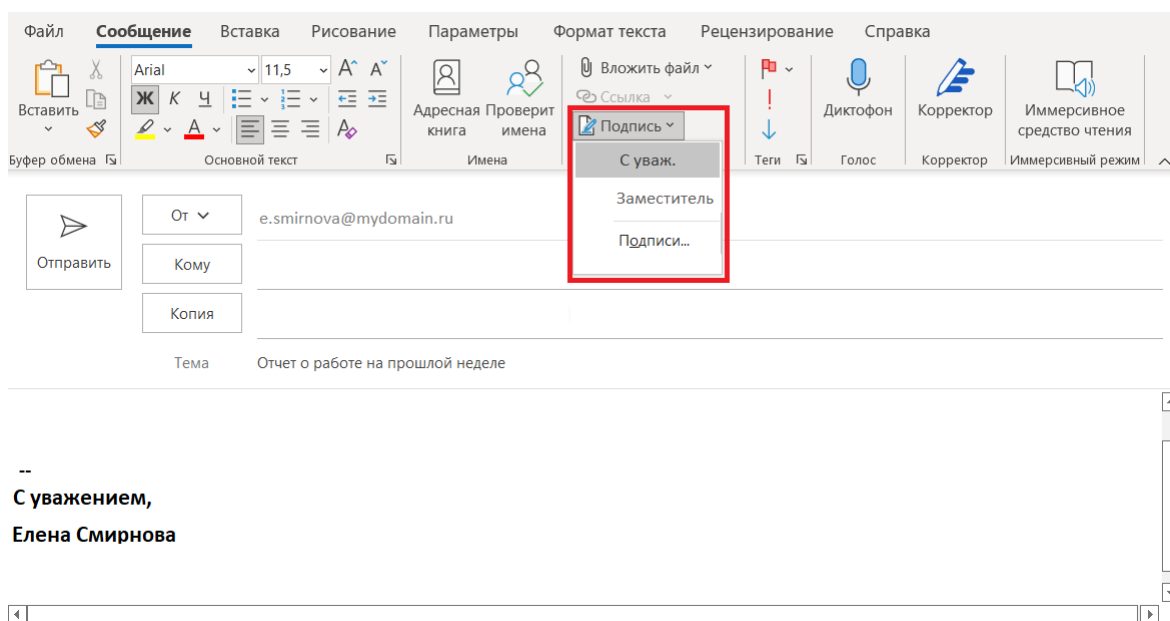 Файл Сообщение Вставка Рисование Параметры Формат текста Рецензирование Справка
Arial 11,5 Вложить файл
Вставить Ж К Ч Адресная книга Проверит имена Ссылка Диктофон Корректор Иммерсивное средство чтения
А Подпись
Буфер обмена Основной текст Имена С уваж. Теги Голос Корректор Иммерсивный режим
Заместитель
От e.smirnova@mydomain.ru
Подписи...
Отправить Кому
Копия
Тема Отчет о работе на прошлой неделе
--
С уважением,
Елена Смирнова